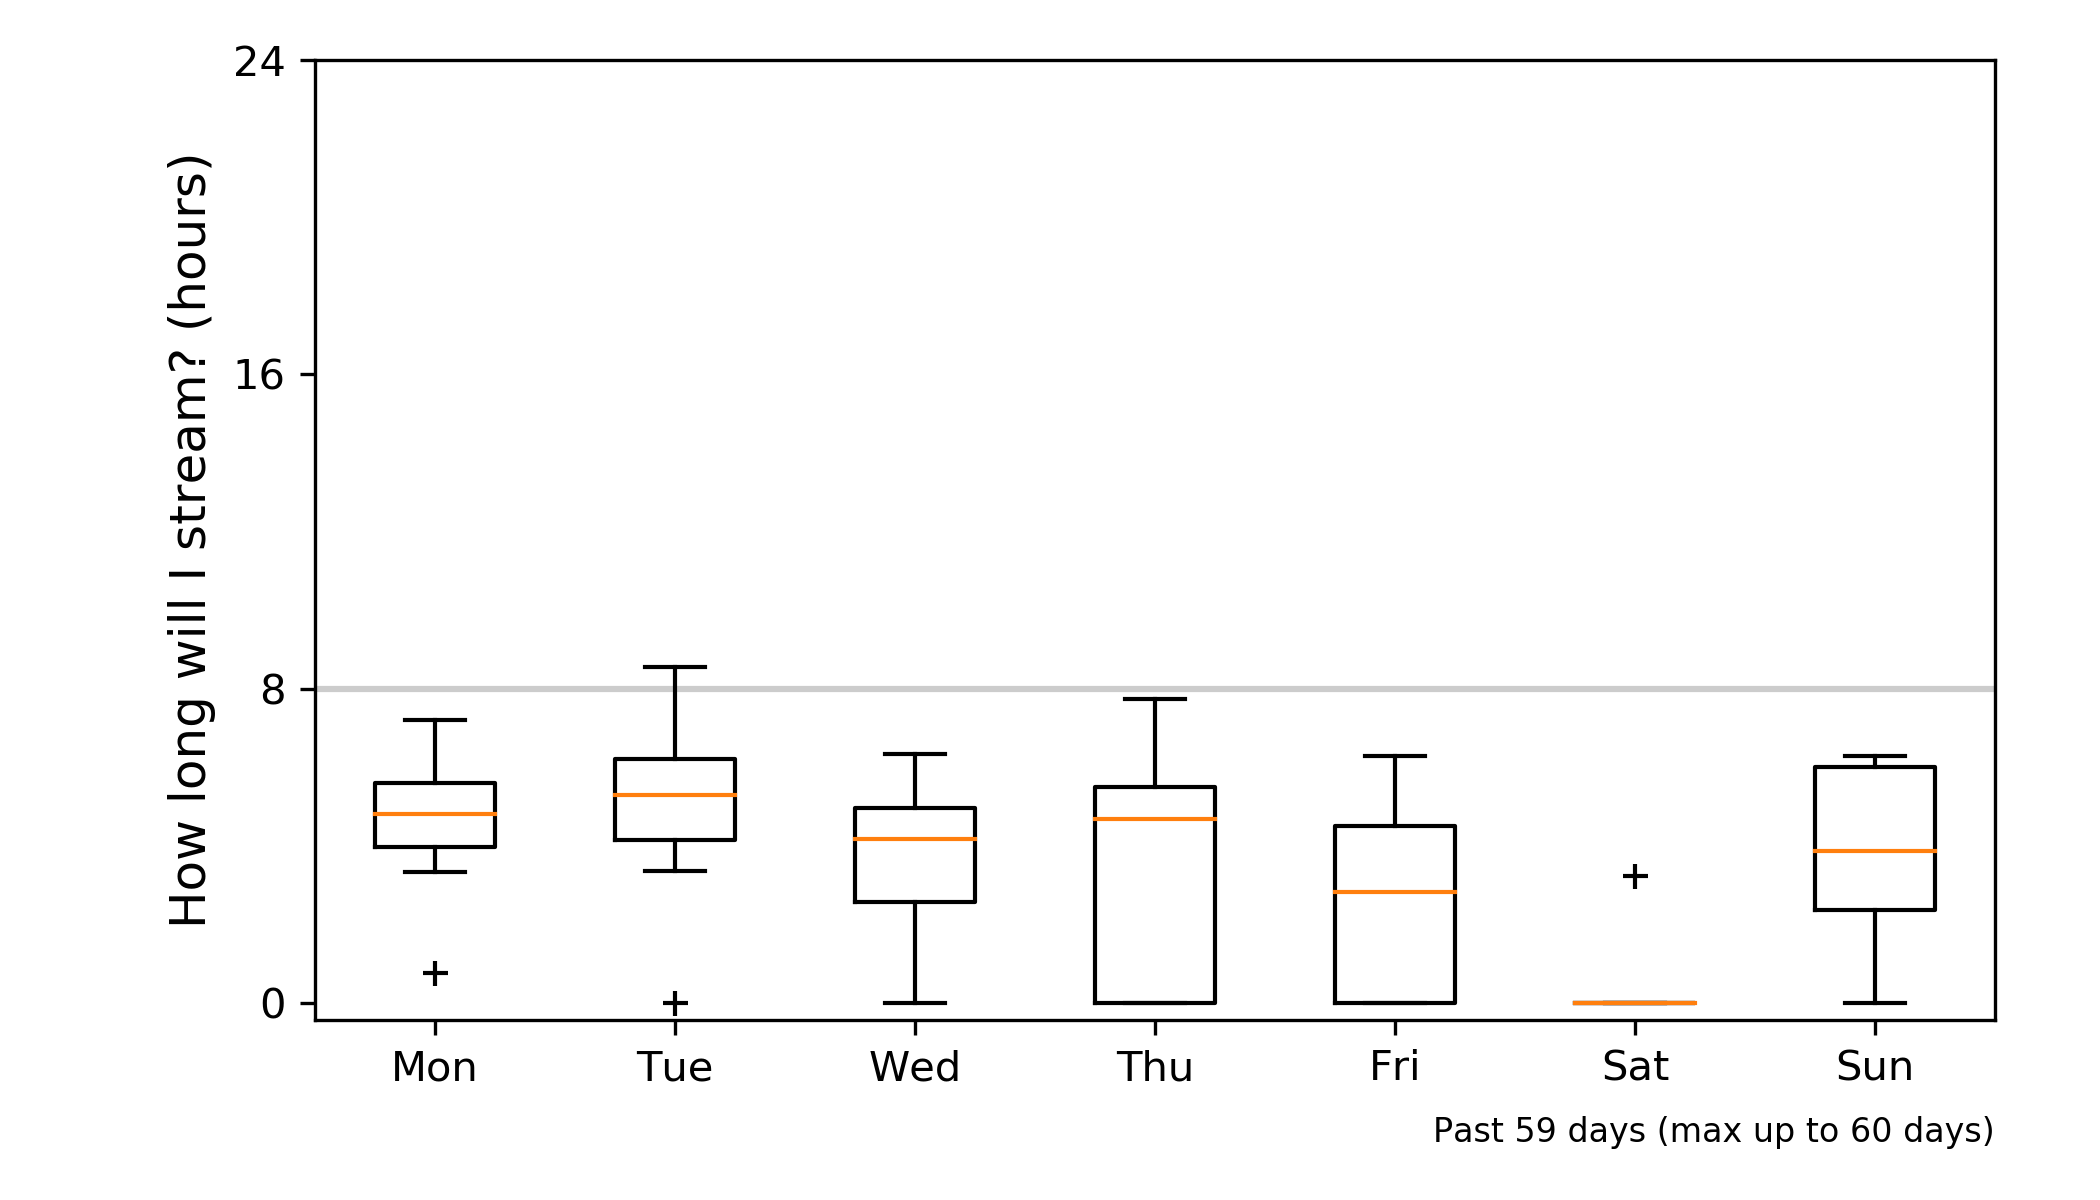 How long will I stream? (hours)
24
16
8
0
Mon Tue Wed Thu Fri Sat Sun
Past 59 days (max up to 60 days)